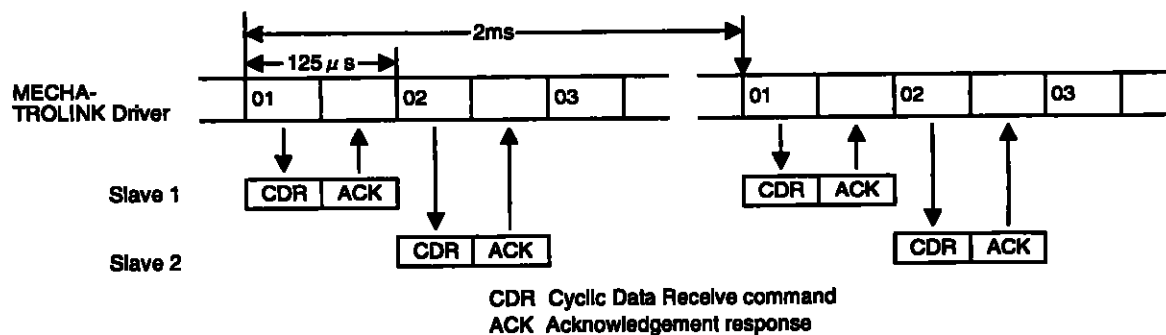 2ms
125 μs
MECHA-
TROLINK Driver
01 02 03 01 02 03
Slave 1
CDR ACK CDR ACK
Slave 2
CDR ACK CDR ACK
CDR Cyclic Data Receive command
ACK Acknowledgement response